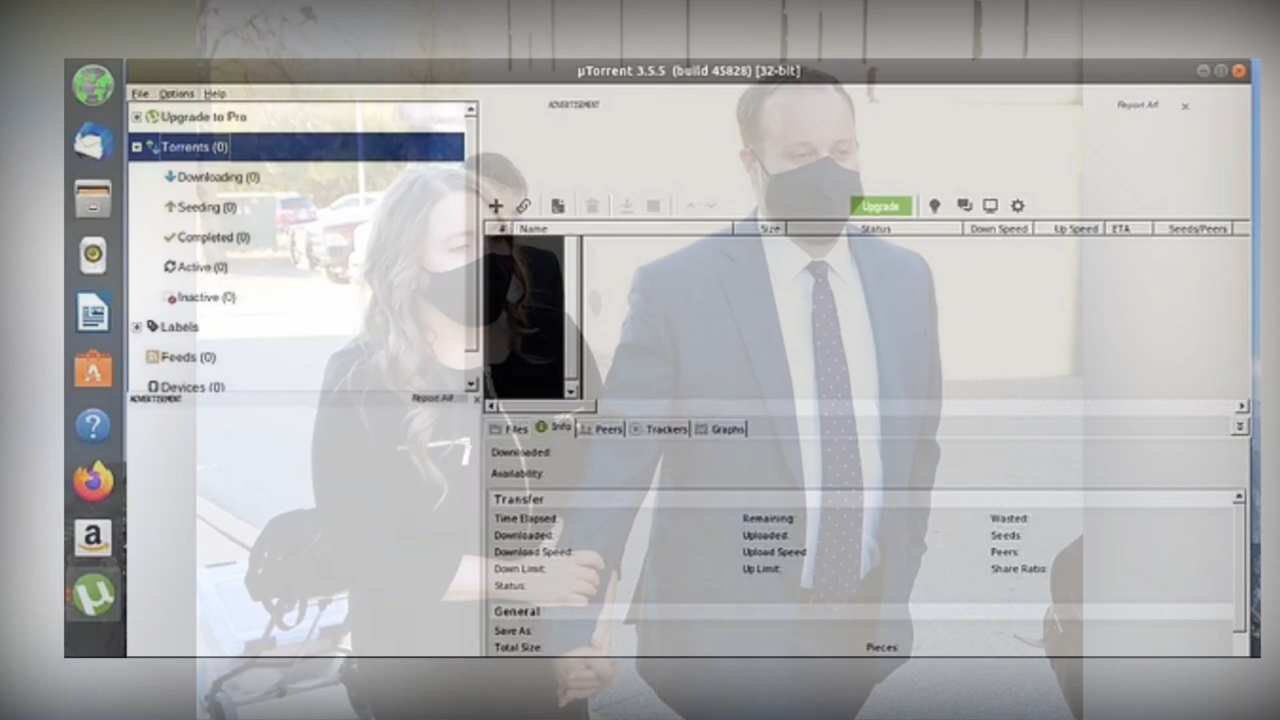 µTorrent 3.5.5 (build 45828) [32-bit]
File Options Help
ADVERTISEMENT
Report Ad!
Upgrade to Pro
Torrents (0)
Downloading (0)
Seeding (0)
Completed (0)
Active (0)
Inactive (0)
Labels
Feeds (0)
Devices (0)
ADVERTISEMENT Report Ad!
Upgrade
# Name Size Status Down Speed Up Speed ETA Seeds/Peers
Files Info Peers Trackers Graphs
Downloaded:
Availability:
Transfer
Time Elapsed: Remaining: Wasted:
Downloaded: Uploaded: Seeds:
Download Speed: Upload Speed: Peers:
Down Limit: Up Limit: Share Ratio:
Status:
General
Save As:
Total Size: Pieces:
a
µ